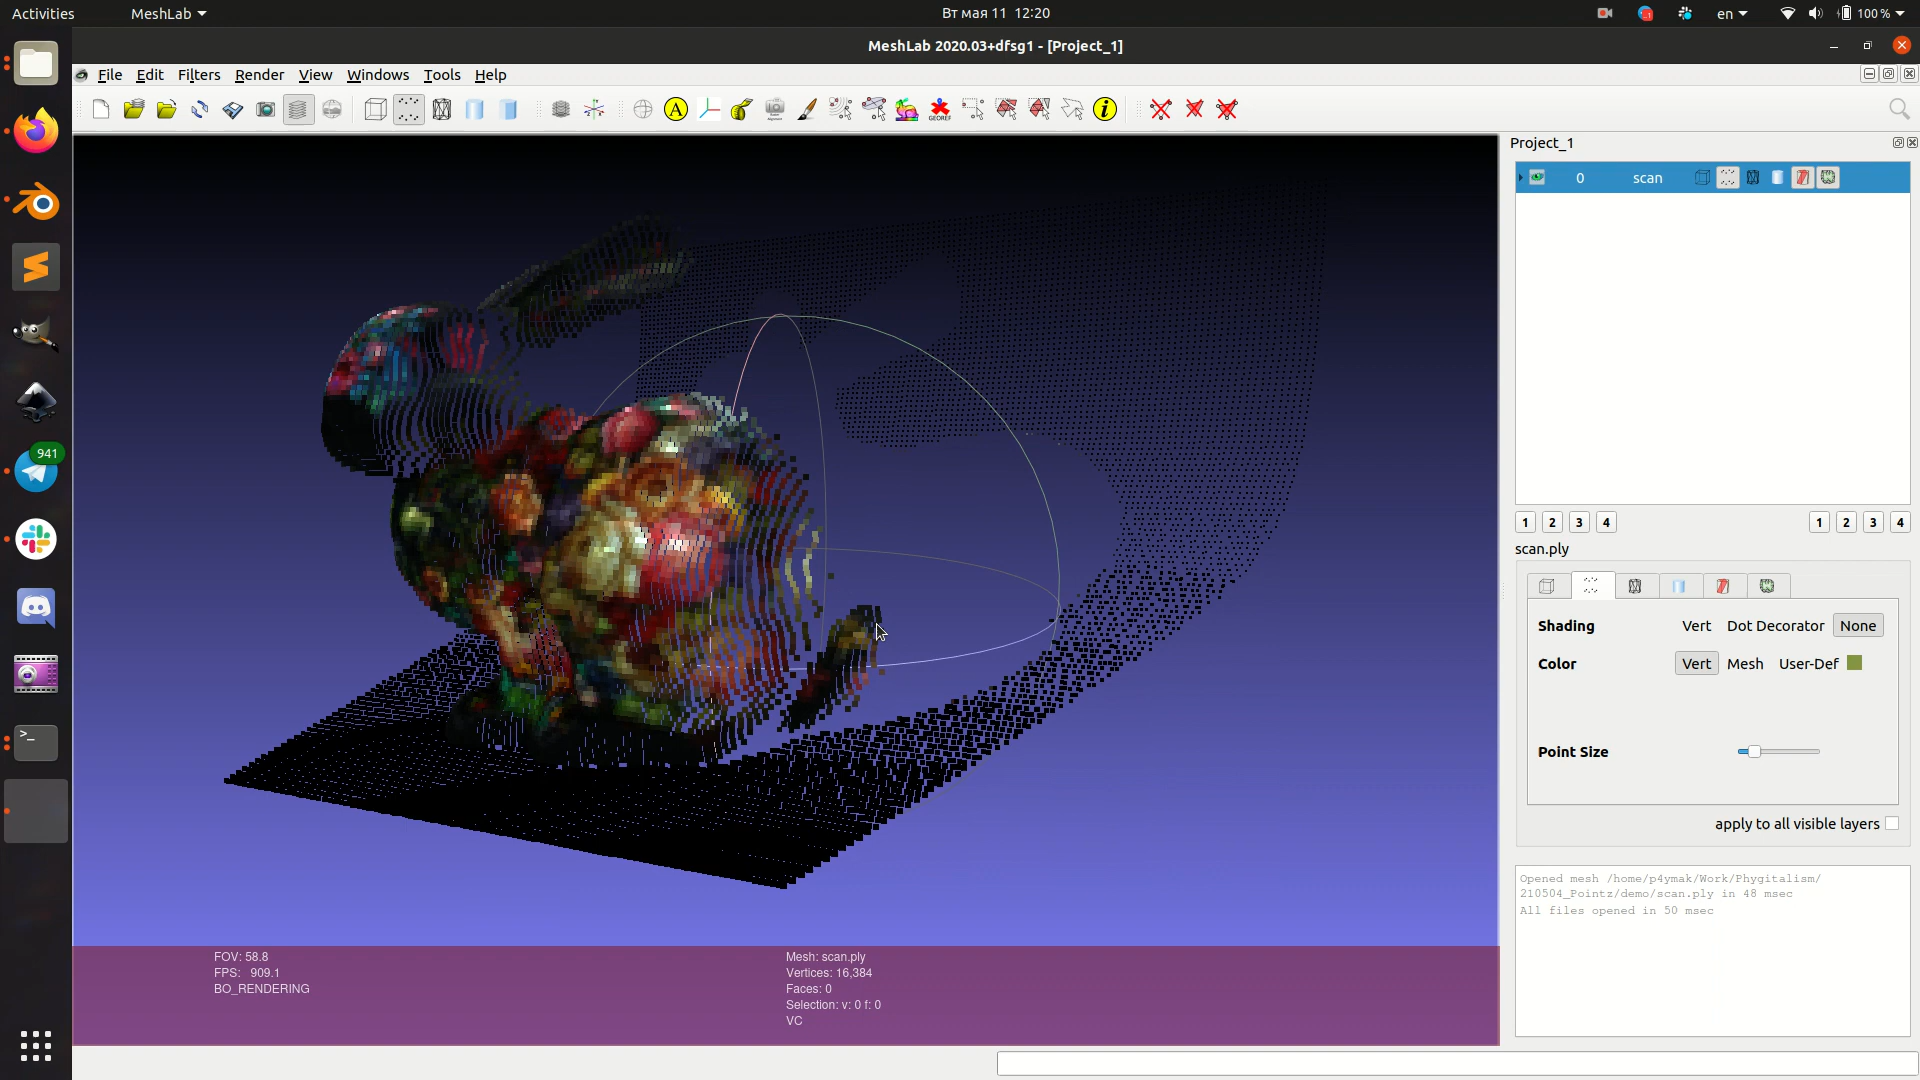 Activities
MeshLab
Вт мая 11 12:20
en
100 %
MeshLab 2020.03+dfsg1 - [Project_1]
File Edit Filters Render View Windows Tools Help
A
GEOREF
i
941
Project_1
0 scan
1 2 3 4
1 2 3 4
scan.ply
Shading Vert Dot Decorator None
Color Vert Mesh User-Def
Point Size
apply to all visible layers
Opened mesh /home/p4ymak/Work/Phygitalism/
210504_Pointz/demo/scan.ply in 48 msec
All files opened in 50 msec
FOV: 58.8
FPS: 909.1
BO_RENDERING
Mesh: scan.ply
Vertices: 16,384
Faces: 0
Selection: v: 0 f: 0
VC